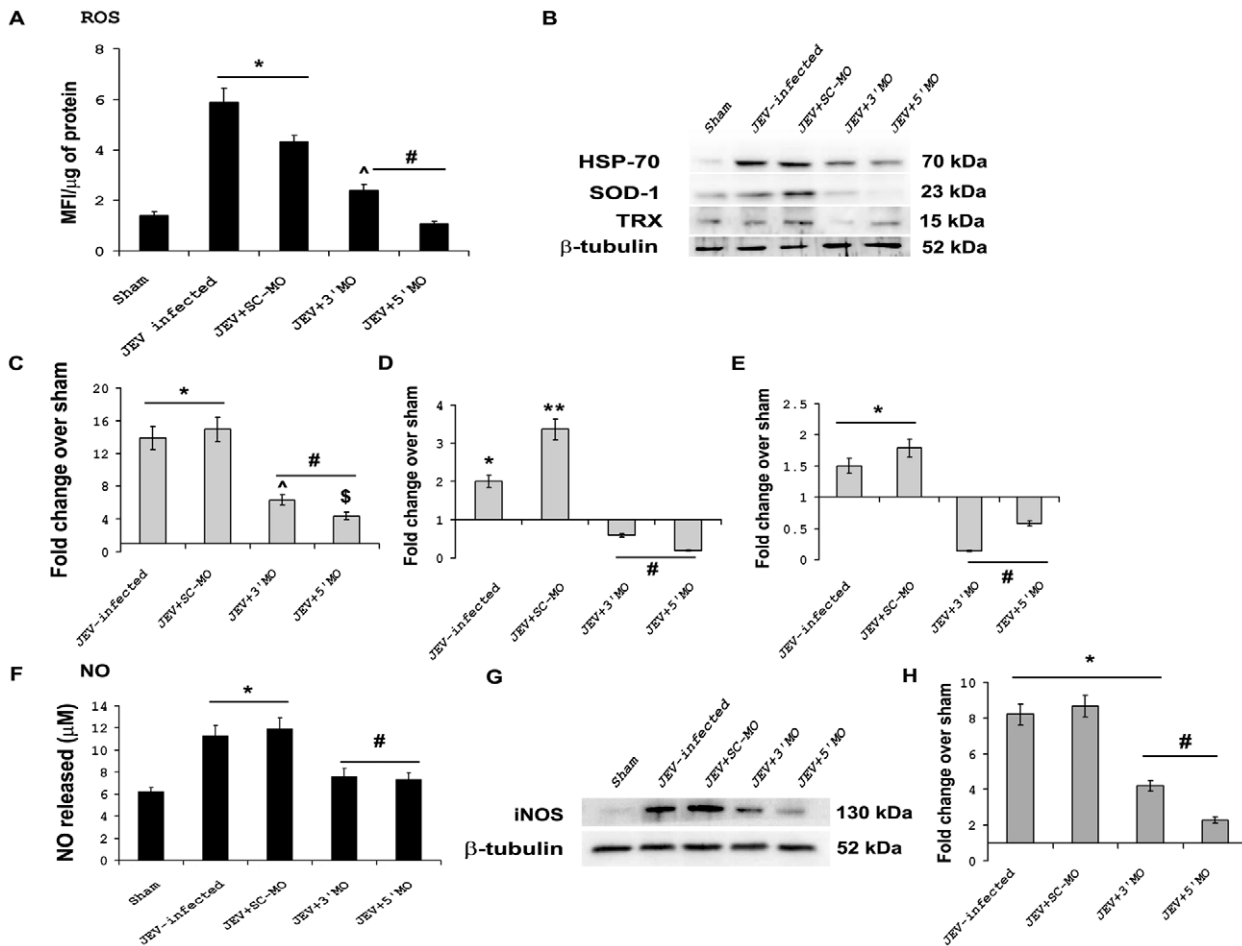 A ROS
MFI/µg of protein
8
6
4
2
0
*
^
#
Sham
JEV infected
JEV+SC-MO
JEV+3'MO
JEV+5'MO
B
Sham
JEV-infected
JEV+SC-MO
JEV+3'MO
JEV+5'MO
HSP-70 70 kDa
SOD-1 23 kDa
TRX 15 kDa
β-tubulin 52 kDa
C
Fold change over sham
20
16
12
8
4
0
*
^
#
$
JEV-infected
JEV+SC-MO
JEV+3'MO
JEV+5'MO
D
Fold change over sham
4
3
2
1
0
*
**
#
JEV-infected
JEV+SC-MO
JEV+3'MO
JEV+5'MO
E
Fold change over sham
2.5
2
1.5
1
0.5
0
*
#
JEV-infected
JEV+SC-MO
JEV+3'MO
JEV+5'MO
F NO
NO released (µM)
14
12
10
8
6
4
2
0
*
#
Sham
JEV-infected
JEV+SC-MO
JEV+3'MO
JEV+5'MO
G
Sham
JEV-infected
JEV+SC-MO
JEV+3'MO
JEV+5'MO
iNOS 130 kDa
β-tubulin 52 kDa
H
Fold change over sham
10
8
6
4
2
0
*
#
JEV-infected
JEV+SC-MO
JEV+3'MO
JEV+5'MO